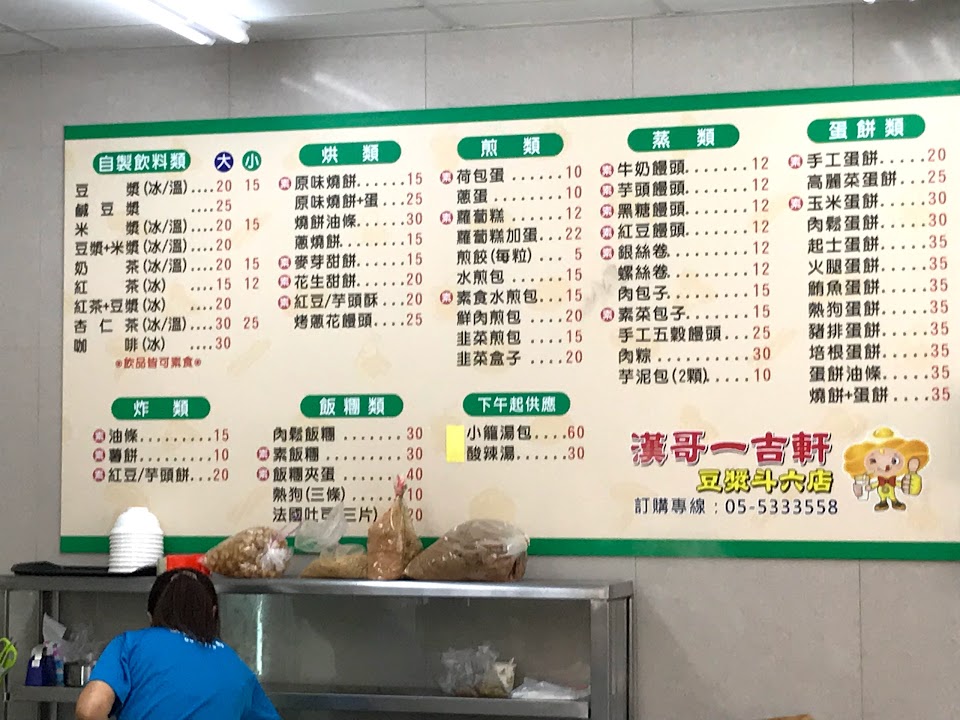 自製飲料類 大 小
豆 漿(冰/溫)....20 15
鹹豆漿.......25
米 漿(冰/溫)....20 15
豆漿+米漿(冰/溫)....20
奶 茶(冰/溫)....20 15
紅 茶(冰)......15 12
紅茶+豆漿(冰)......20
杏仁茶(冰/溫)....30 25
咖 啡(冰)......30
※飲品皆可素食※
烘類
素 原味燒餅......15
原味燒餅+蛋...25
燒餅油條......30
蔥燒餅........15
素 麥芽甜餅......15
素 花生甜餅......20
素 紅豆/芋頭酥...20
烤蔥花饅頭....25
煎類
素 荷包蛋.......10
蔥蛋.........10
素 蘿蔔糕.......12
蘿蔔糕加蛋...22
煎餃(每粒)... 5
水煎包.......15
素 素食水煎包...15
鮮肉煎包.....20
韭菜煎包.....15
韭菜盒子.....20
蒸類
素 牛奶饅頭......12
素 芋頭饅頭......12
素 黑糖饅頭......12
素 紅豆饅頭......12
素 銀絲卷........12
螺絲卷........12
肉包子........15
素 素菜包子......15
手工五穀饅頭...25
肉粽..........30
芋泥包(2顆).....10
蛋餅類
素 手工蛋餅.....20
高麗菜蛋餅...25
素 玉米蛋餅.....30
肉鬆蛋餅.....30
起士蛋餅.....35
火腿蛋餅.....35
鮪魚蛋餅.....35
熱狗蛋餅.....35
豬排蛋餅.....35
培根蛋餅.....35
蛋餅油條.....35
燒餅+蛋餅....35
炸類
素 油條.........15
素 薯餅.........10
素 紅豆/芋頭餅...20
飯糰類
肉鬆飯糰.......30
素 素飯糰.........30
素 飯糰夾蛋.......40
熱狗(三條) 10
法國吐司(三片) 20
下午起供應
小籠湯包....60
酸辣湯......30
漢哥一吉軒
豆漿斗六店
訂購專線：05-5333558